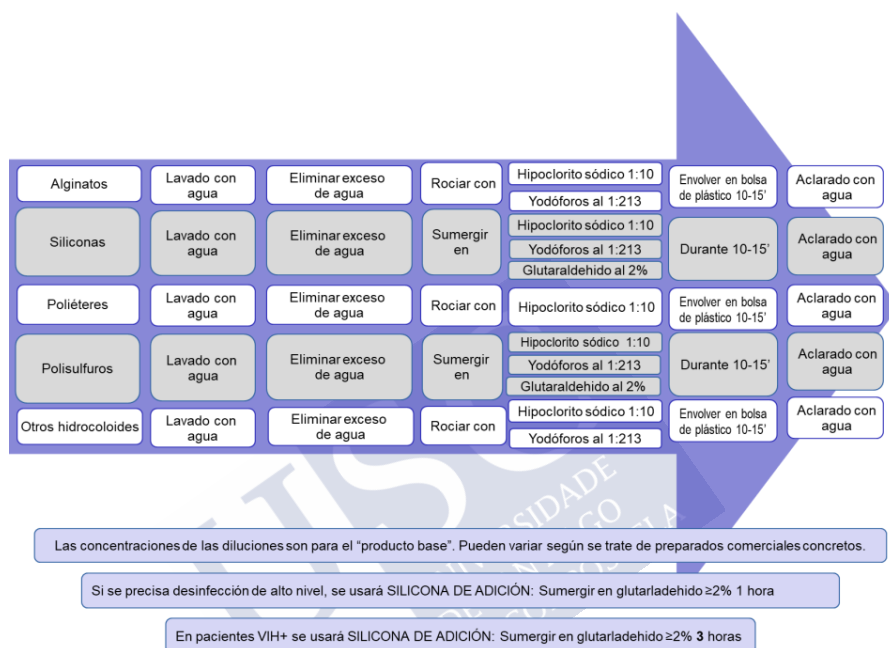 Alginatos
Lavado con
agua
Eliminar exceso
de agua
Rociar con
Hipoclorito sódico 1:10
Yodóforos al 1:213
Envolver en bolsa
de plástico 10-15’
Aclarado con
agua
Siliconas
Lavado con
agua
Eliminar exceso
de agua
Sumergir
en
Hipoclorito sódico 1:10
Yodóforos al 1:213
Glutaraldehido al 2%
Durante 10-15’
Aclarado con
agua
Poliéteres
Lavado con
agua
Eliminar exceso
de agua
Rociar con
Hipoclorito sódico 1:10
Envolver en bolsa
de plástico 10-15’
Aclarado con
agua
Polisulfuros
Lavado con
agua
Eliminar exceso
de agua
Sumergir
en
Hipoclorito sódico 1:10
Yodóforos al 1:213
Glutaraldehido al 2%
Durante 10-15’
Aclarado con
agua
Otros hidrocoloides
Lavado con
agua
Eliminar exceso
de agua
Rociar con
Hipoclorito sódico 1:10
Yodóforos al 1:213
Envolver en bolsa
de plástico 10-15’
Aclarado con
agua
Las concentraciones de las diluciones son para el “producto base”. Pueden variar según se trate de preparados comerciales concretos.
Si se precisa desinfección de alto nivel, se usará SILICONA DE ADICIÓN: Sumergir en glutarladehido ≥2% 1 hora
En pacientes VIH+ se usará SILICONA DE ADICIÓN: Sumergir en glutarladehido ≥2% 3 horas